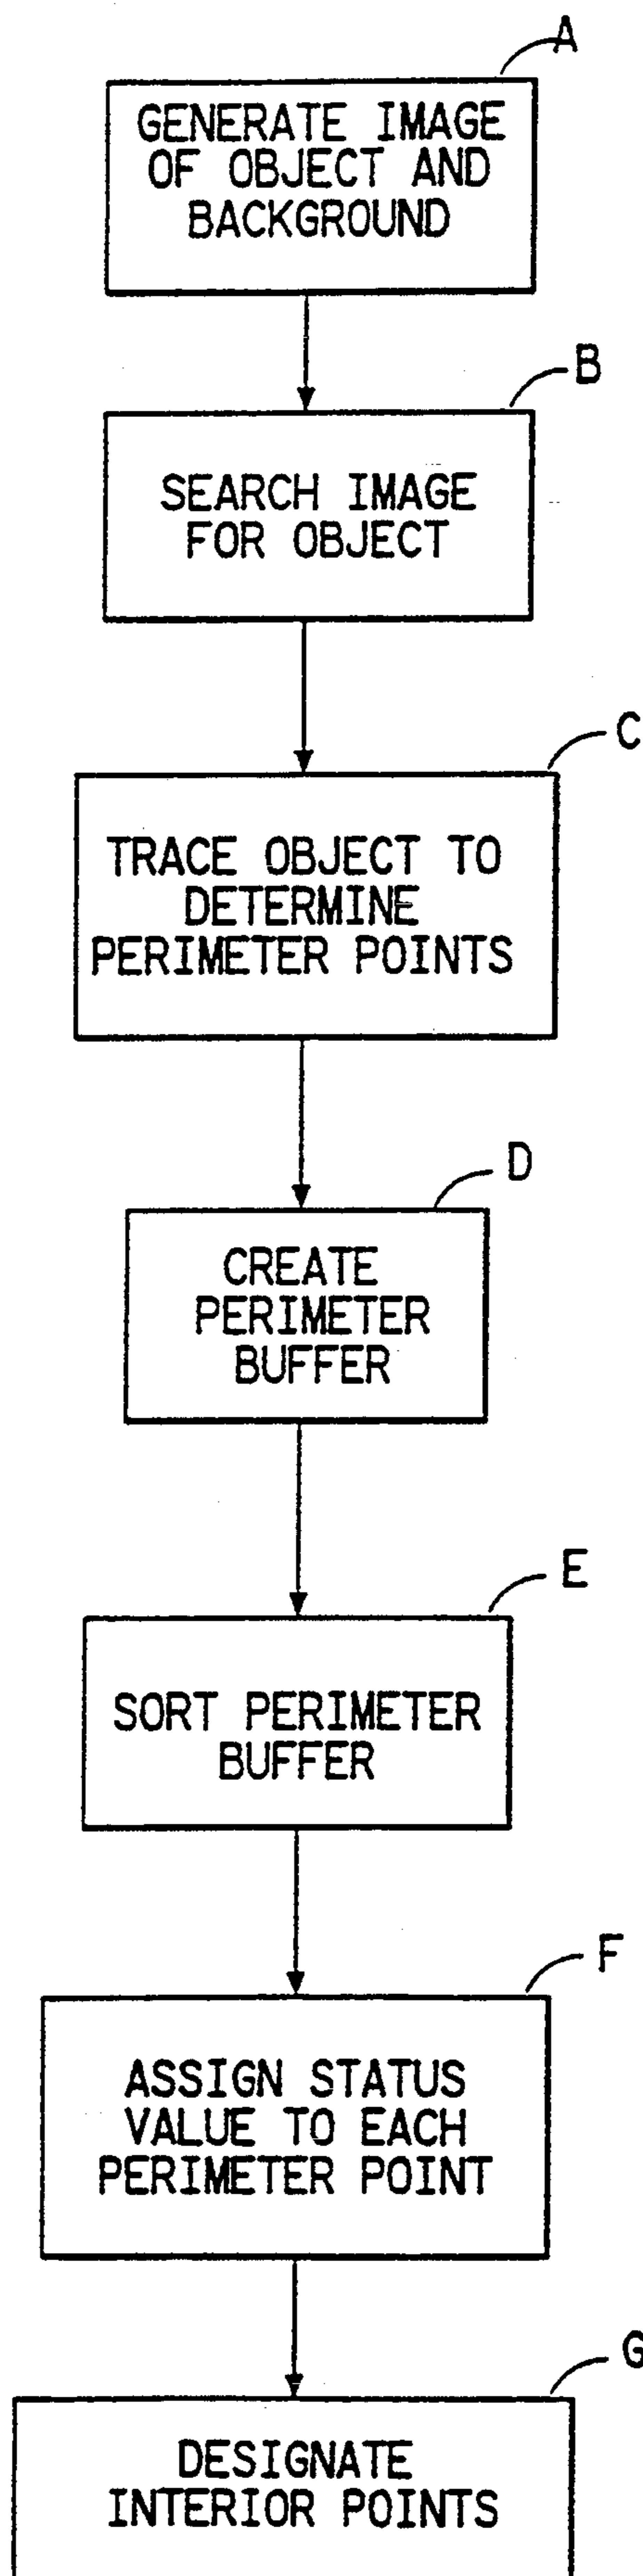 A
GENERATE IMAGE
OF OBJECT AND
BACKGROUND
B
SEARCH IMAGE
FOR OBJECT
C
TRACE OBJECT TO
DETERMINE
PERIMETER POINTS
D
CREATE
PERIMETER
BUFFER
E
SORT PERIMETER
BUFFER
F
ASSIGN STATUS
VALUE TO EACH
PERIMETER POINT
G
DESIGNATE
INTERIOR POINTS